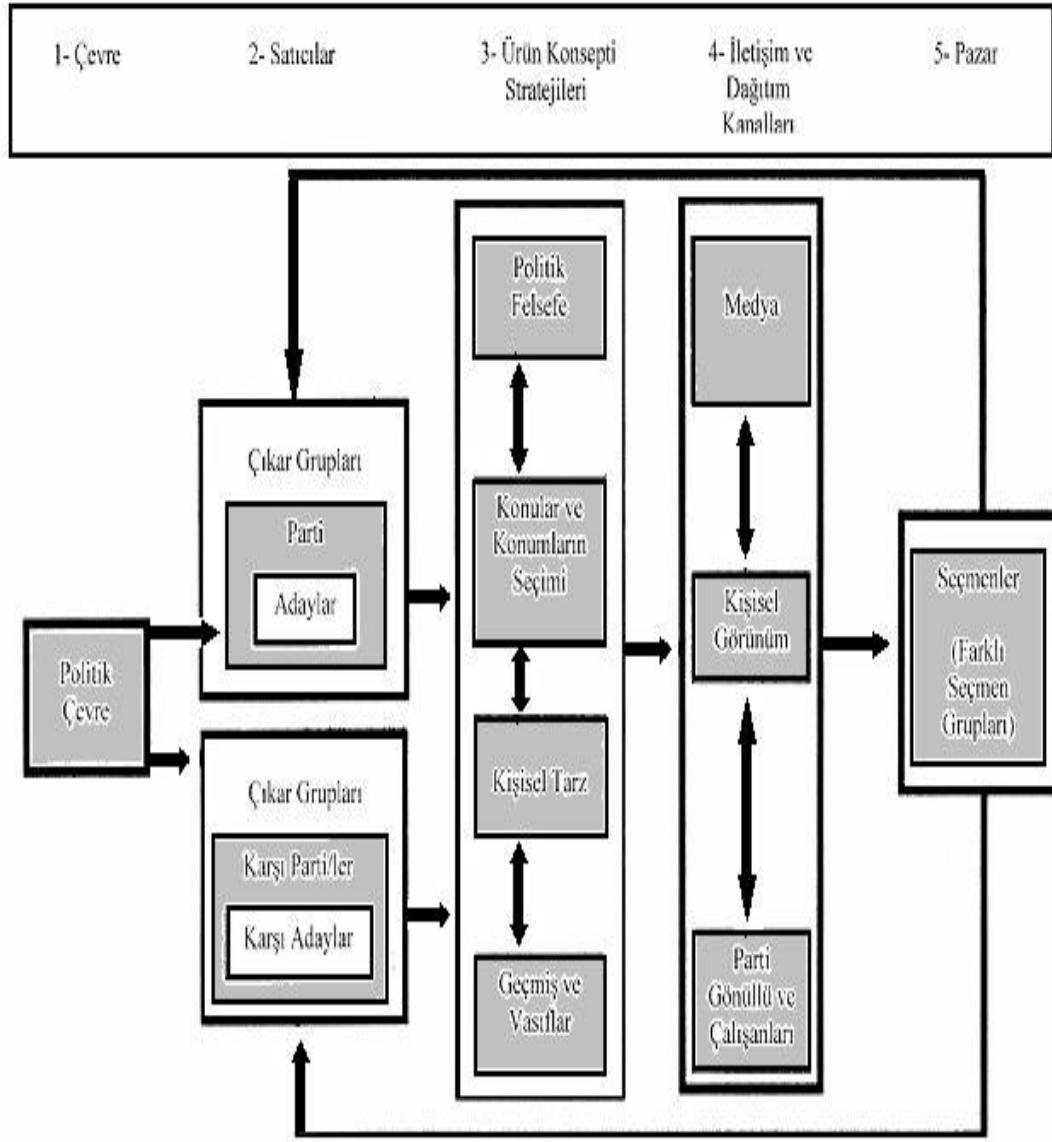 1- Çevre
2- Satıcılar
3- Ürün Konsepti
Stratejileri
4- İletişim ve
Dağıtım
Kanalları
5- Pazar
Politik
Çevre
Çıkar Grupları
Parti
Adaylar
Çıkar Grupları
Karşı Parti/ler
Karşı Adaylar
Politik
Felsefe
Konular ve
Konumların
Seçimi
Kişisel Tarz
Geçmiş ve
Vasıflar
Medya
Kişisel
Görünüm
Parti
Gönüllü ve
Çalışanları
Seçmenler
(Farklı
Seçmen
Grupları)